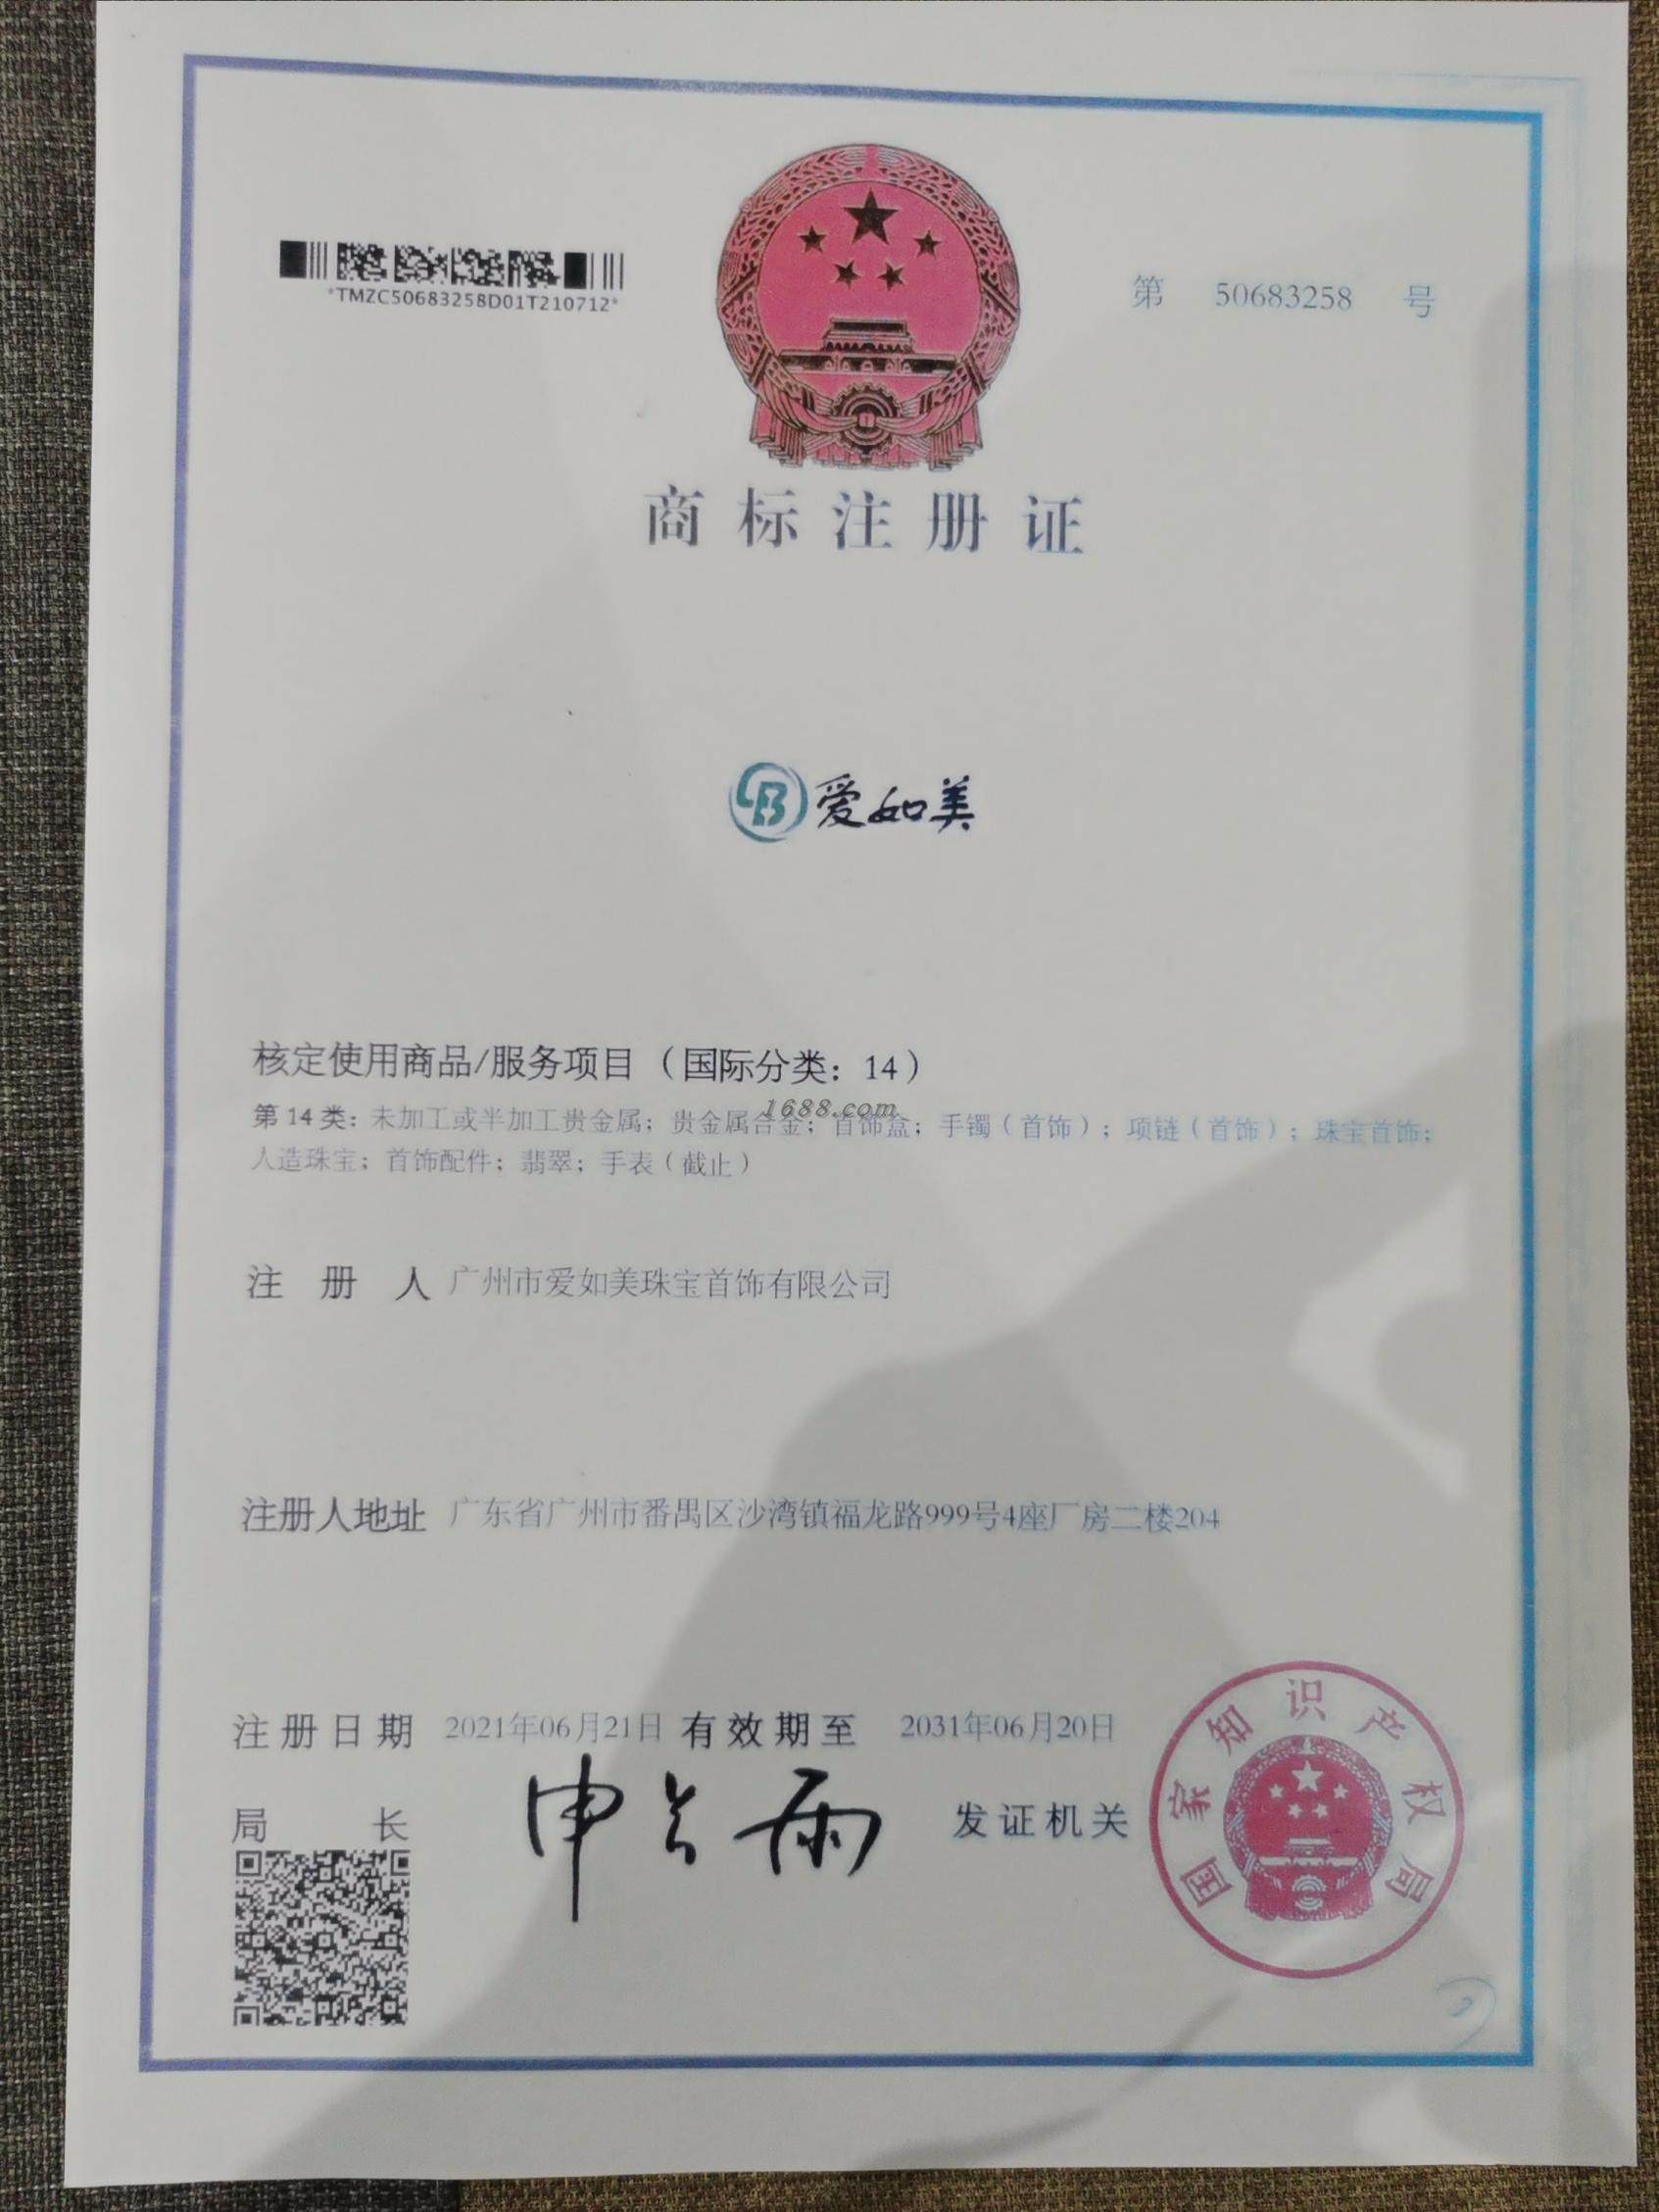 *TMZC50683258D01T210712*
第 50683258 号
商标注册证
爱如美
核定使用商品/服务项目（国际分类：14）
1688.com
第14类：未加工或半加工贵金属；贵金属合金；首饰盒；手镯（首饰）；项链（首饰）；珠宝首饰；
人造珠宝；首饰配件；翡翠；手表（截止）
注册人 广州市爱如美珠宝首饰有限公司
注册人地址 广东省广州市番禺区沙湾镇福龙路999号4座厂房二楼204
注册日期 2021年06月21日 有效期至 2031年06月20日
局长 申长雨 发证机关
国家知识产权局